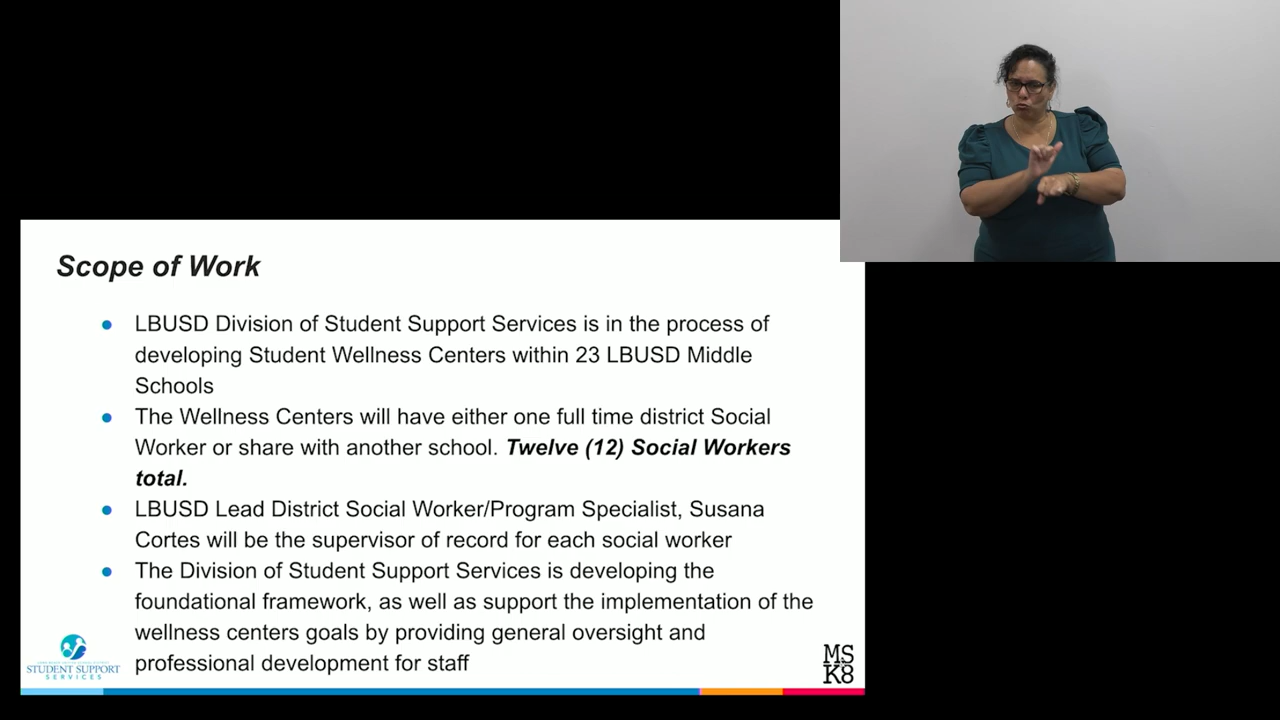 Scope of Work
● LBUSD Division of Student Support Services is in the process of
developing Student Wellness Centers within 23 LBUSD Middle
Schools
● The Wellness Centers will have either one full time district Social
Worker or share with another school. Twelve (12) Social Workers
total.
● LBUSD Lead District Social Worker/Program Specialist, Susana
Cortes will be the supervisor of record for each social worker
● The Division of Student Support Services is developing the
foundational framework, as well as support the implementation of the
wellness centers goals by providing general oversight and
professional development for staff
STUDENT SUPPORT
SERVICES
MS
K8